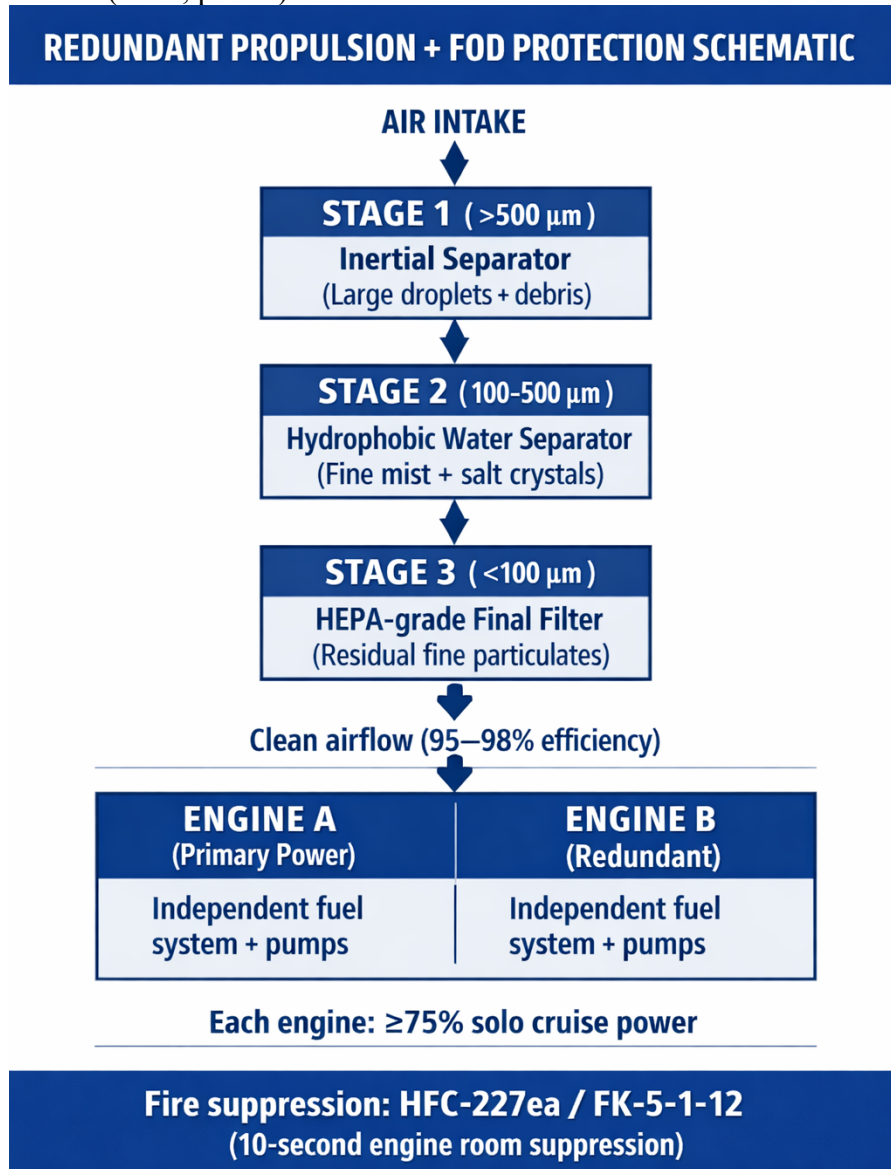 REDUNDANT PROPULSION + FOD PROTECTION SCHEMATIC
AIR INTAKE
STAGE 1 (>500 μm)
Inertial Separator
(Large droplets + debris)
STAGE 2 (100–500 μm)
Hydrophobic Water Separator
(Fine mist + salt crystals)
STAGE 3 (<100 μm)
HEPA-grade Final Filter
(Residual fine particulates)
Clean airflow (95—98% efficiency)
ENGINE A
(Primary Power)
Independent fuel
system + pumps
ENGINE B
(Redundant)
Independent fuel
system + pumps
Each engine: ≥75% solo cruise power
Fire suppression: HFC-227ea / FK-5-1-12
(10-second engine room suppression)